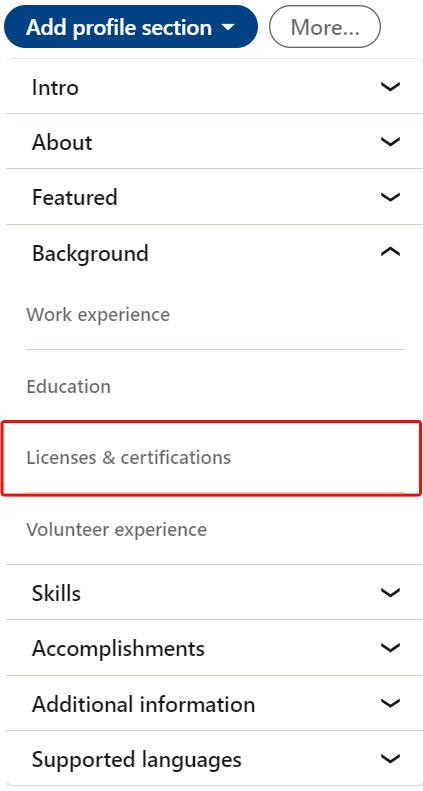 Add profile section
More...
Intro
About
Featured
Background
Work experience
Education
Licenses & certifications
Volunteer experience
Skills
Accomplishments
Additional information
Supported languages